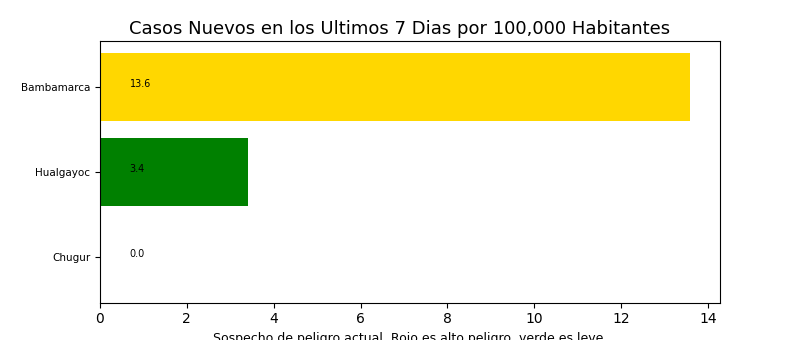 Casos Nuevos en los Ultimos 7 Dias por 100,000 Habitantes
Bambamarca
13.6
Hualgayoc
3.4
Chugur
0.0
0 2 4 6 8 10 12 14
Sospecho de peligro actual. Rojo es alto peligro, verde es leve